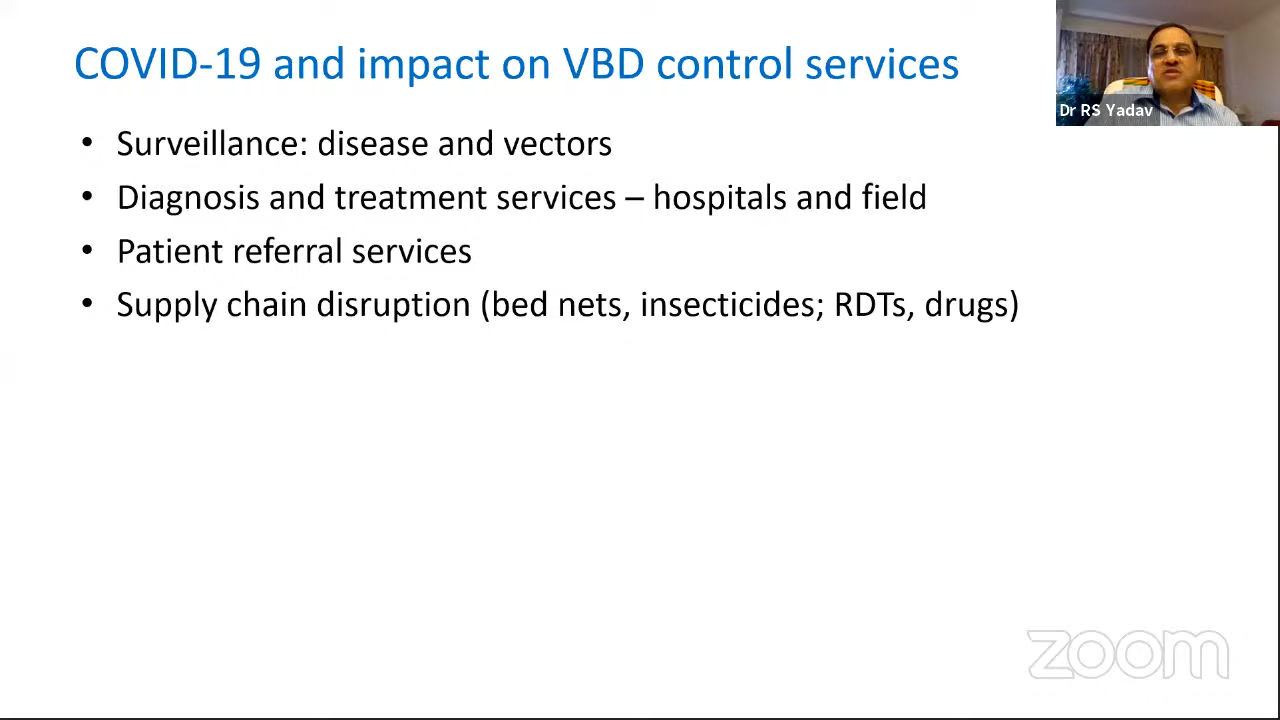 COVID-19 and impact on VBD control services
Dr RS Yadav
• Surveillance: disease and vectors
• Diagnosis and treatment services – hospitals and field
• Patient referral services
• Supply chain disruption (bed nets, insecticides; RDTs, drugs)
zoom